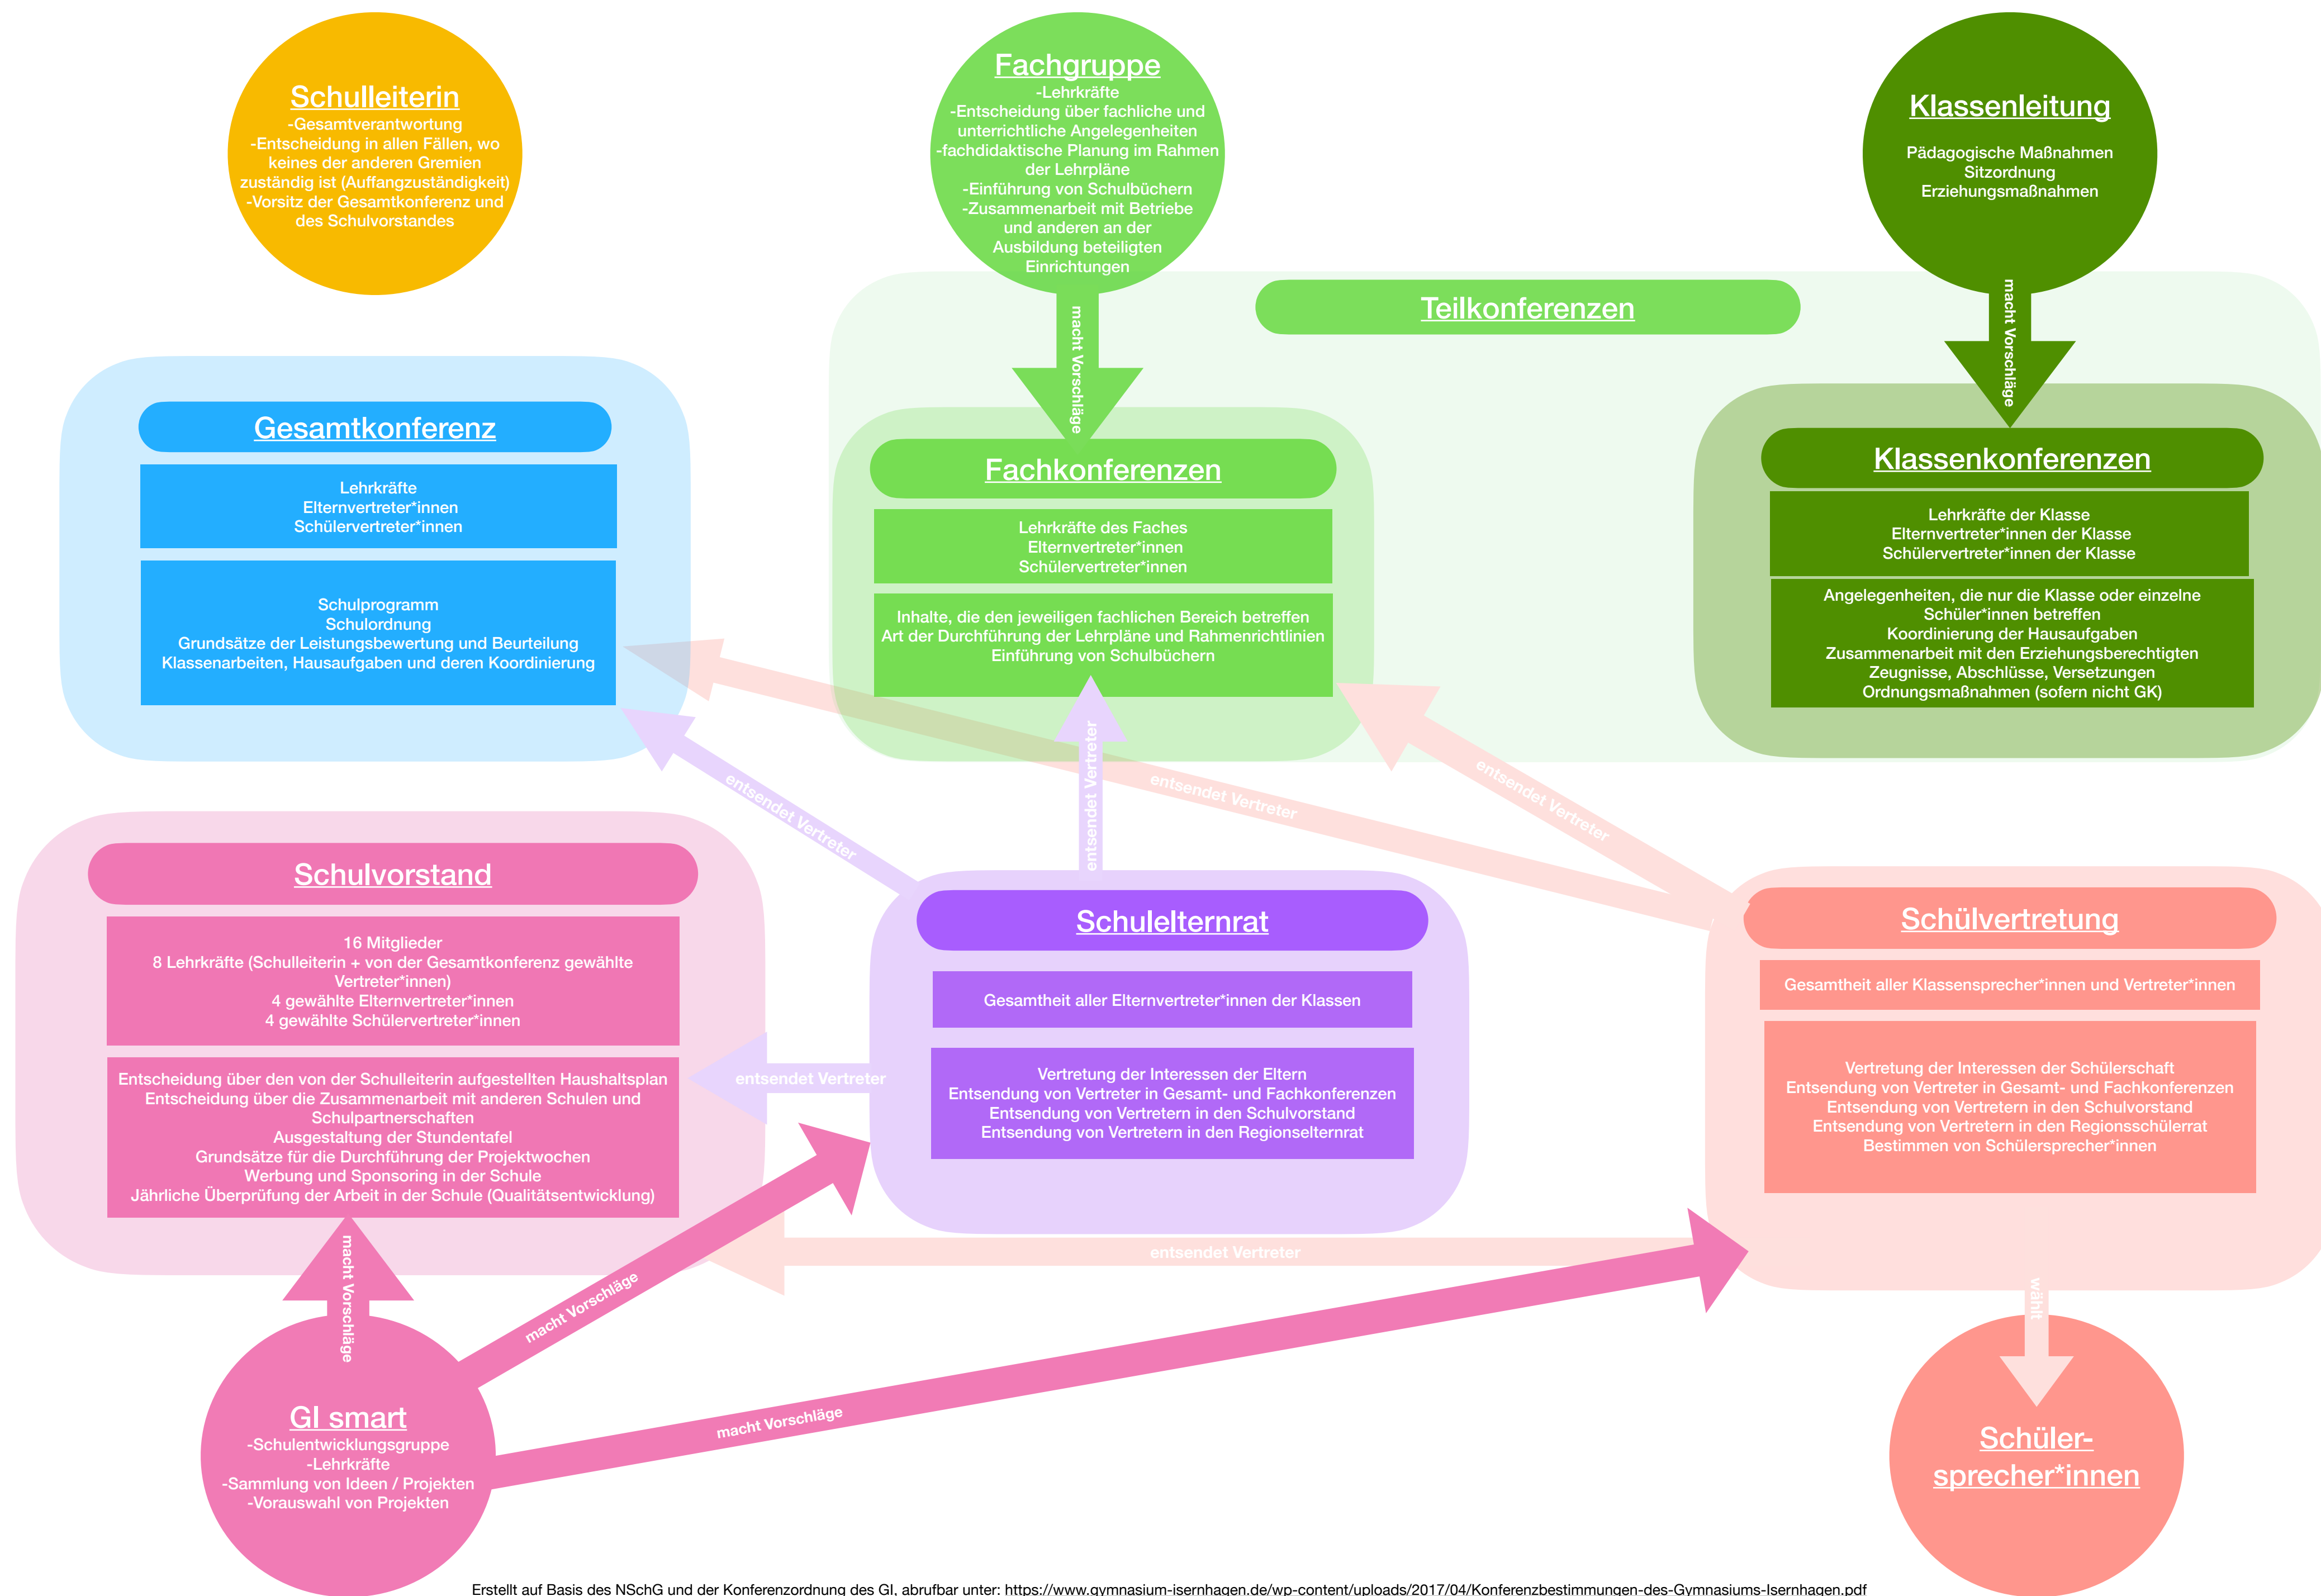 Schulleiterin
-Gesamtverantwortung
-Entscheidung in allen Fällen, wo
keines der anderen Gremien
zuständig ist (Auffangzuständigkeit)
-Vorsitz der Gesamtkonferenz und
des Schulvorstandes
Fachgruppe
-Lehrkräfte
-Entscheidung über fachliche und
unterrichtliche Angelegenheiten
-fachdidaktische Planung im Rahmen
der Lehrpläne
-Einführung von Schulbüchern
-Zusammenarbeit mit Betriebe
und anderen an der
Ausbildung beteiligten
Einrichtungen
Klassenleitung
Pädagogische Maßnahmen
Sitzordnung
Erziehungsmaßnahmen
macht Vorschläge
macht Vorschläge
Teilkonferenzen
Gesamtkonferenz
Lehrkräfte
Elternvertreter*innen
Schülervertreter*innen
Schulprogramm
Schulordnung
Grundsätze der Leistungsbewertung und Beurteilung
Klassenarbeiten, Hausaufgaben und deren Koordinierung
Fachkonferenzen
Lehrkräfte des Faches
Elternvertreter*innen
Schülervertreter*innen
Inhalte, die den jeweiligen fachlichen Bereich betreffen
Art der Durchführung der Lehrpläne und Rahmenrichtlinien
Einführung von Schulbüchern
Klassenkonferenzen
Lehrkräfte der Klasse
Elternvertreter*innen der Klasse
Schülervertreter*innen der Klasse
Angelegenheiten, die nur die Klasse oder einzelne
Schüler*innen betreffen
Koordinierung der Hausaufgaben
Zusammenarbeit mit den Erziehungsberechtigten
Zeugnisse, Abschlüsse, Versetzungen
Ordnungsmaßnahmen (sofern nicht GK)
entsendet Vertreter
entsendet Vertreter
entsendet Vertreter
entsendet Vertreter
Schulvorstand
16 Mitglieder
8 Lehrkräfte (Schulleiterin + von der Gesamtkonferenz gewählte
Vertreter*innen)
4 gewählte Elternvertreter*innen
4 gewählte Schülervertreter*innen
Entscheidung über den von der Schulleiterin aufgestellten Haushaltsplan
Entscheidung über die Zusammenarbeit mit anderen Schulen und
Schulpartnerschaften
Ausgestaltung der Stundentafel
Grundsätze für die Durchführung der Projektwochen
Werbung und Sponsoring in der Schule
Jährliche Überprüfung der Arbeit in der Schule (Qualitätsentwicklung)
entsendet Vertreter
Schulelternrat
Gesamtheit aller Elternvertreter*innen der Klassen
Vertretung der Interessen der Eltern
Entsendung von Vertreter in Gesamt- und Fachkonferenzen
Entsendung von Vertretern in den Schulvorstand
Entsendung von Vertretern in den Regionselternrat
Schülvertretung
Gesamtheit aller Klassensprecher*innen und Vertreter*innen
Vertretung der Interessen der Schülerschaft
Entsendung von Vertreter in Gesamt- und Fachkonferenzen
Entsendung von Vertretern in den Schulvorstand
Entsendung von Vertretern in den Regionsschülerrat
Bestimmen von Schülersprecher*innen
entsendet Vertreter
macht Vorschläge
macht Vorschläge
macht Vorschläge
wählt
GI smart
-Schulentwicklungsgruppe
-Lehrkräfte
-Sammlung von Ideen / Projekten
-Vorauswahl von Projekten
Schüler-
sprecher*innen
Erstellt auf Basis des NSchG und der Konferenzordnung des GI, abrufbar unter: https://www.gymnasium-isernhagen.de/wp-content/uploads/2017/04/Konferenzbestimmungen-des-Gymnasiums-Isernhagen.pdf